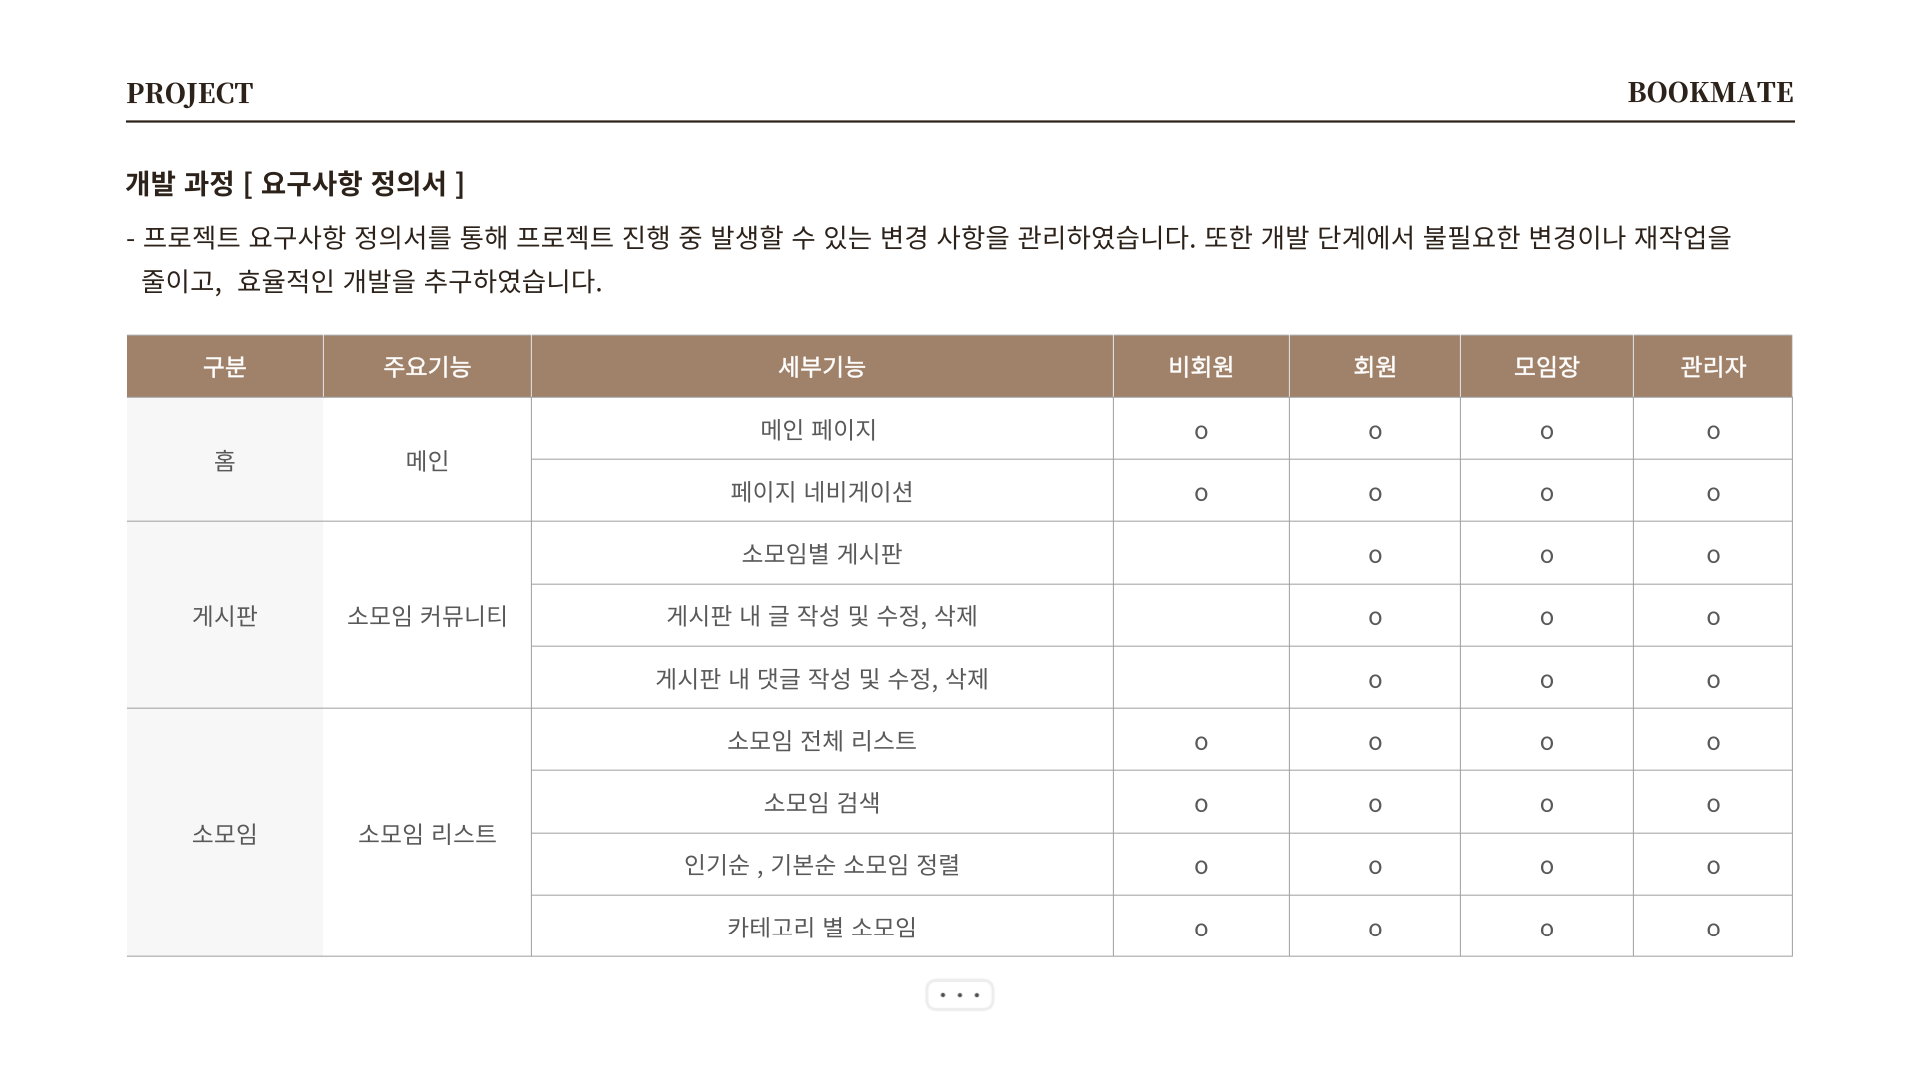 PROJECT BOOKMATE
개발 과정 [ 요구사항 정의서 ]
- 프로젝트 요구사항 정의서를 통해 프로젝트 진행 중 발생할 수 있는 변경 사항을 관리하였습니다. 또한 개발 단계에서 불필요한 변경이나 재작업을
줄이고, 효율적인 개발을 추구하였습니다.
구분 주요기능 세부기능 비회원 회원 모임장 관리자
홈 메인 메인 페이지 o o o o
페이지 네비게이션 o o o o
소모임별 게시판 o o o
게시판 소모임 커뮤니티 게시판 내 글 작성 및 수정, 삭제 o o o
게시판 내 댓글 작성 및 수정, 삭제 o o o
소모임 전체 리스트 o o o o
소모임 검색 o o o o
소모임 소모임 리스트
인기순 , 기본순 소모임 정렬 o o o o
카테고리 별 소모임 o o o o
• • •